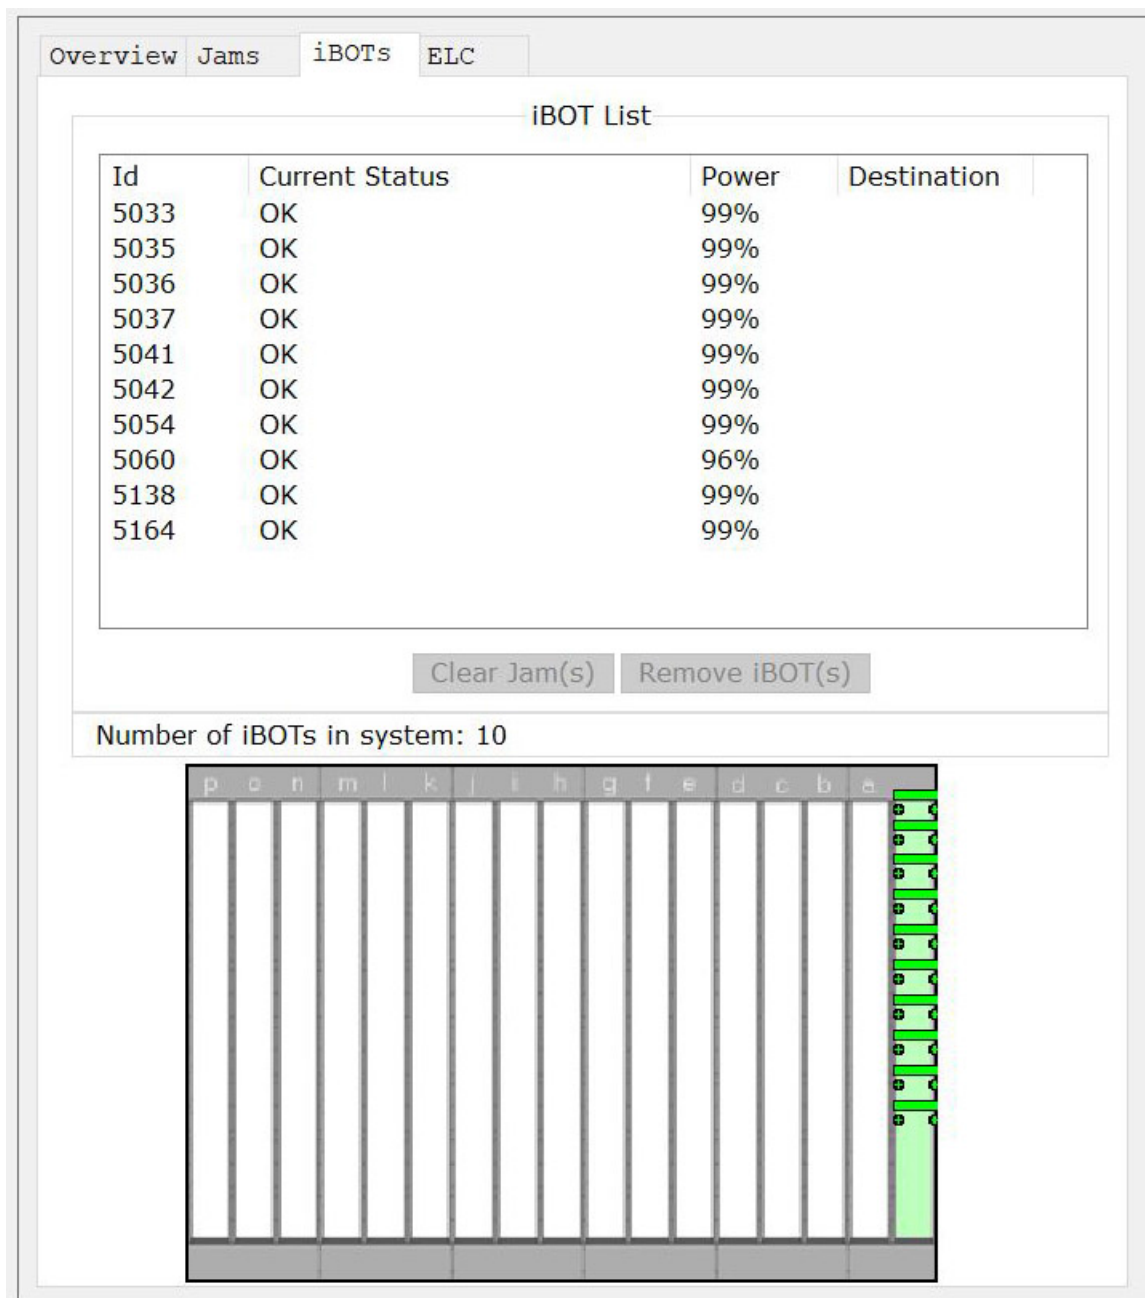 Overview Jams iBOTs ELC
iBOT List
Id Current Status Power Destination
5033 OK 99%
5035 OK 99%
5036 OK 99%
5037 OK 99%
5041 OK 99%
5042 OK 99%
5054 OK 99%
5060 OK 96%
5138 OK 99%
5164 OK 99%
Clear Jam(s) Remove iBOT(s)
Number of iBOTs in system: 10
p o n m l k j i h g f e d c b a